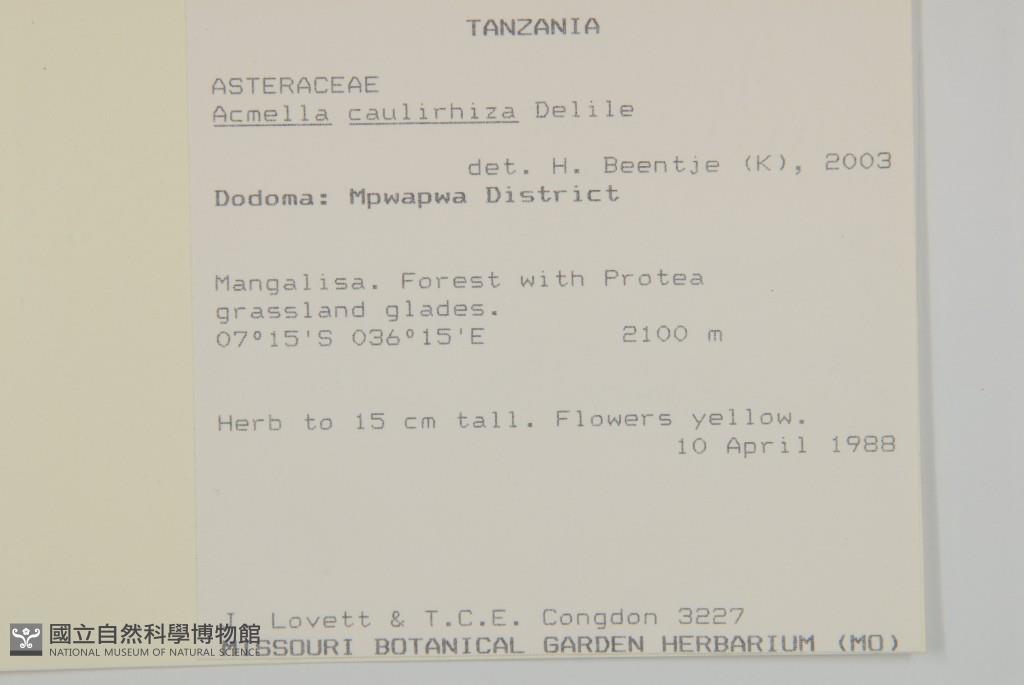 TANZANIA
ASTERACEAE
Acmella caulirhiza Delile
det. H. Beentje (K), 2003
Dodoma: Mpwapwa District
Mangalisa. Forest with Protea
grassland glades.
07°15'S 036°15'E 2100 m
Herb to 15 cm tall. Flowers yellow.
10 April 1988
Lovett & T.C.E. Congdon 3227
MISSOURI BOTANICAL GARDEN HERBARIUM (MO)
國立自然科學博物館
NATIONAL MUSEUM OF NATURAL SCIENCE